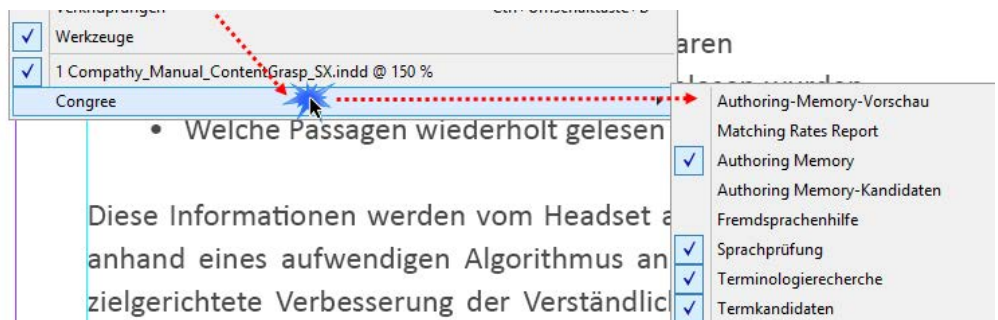 Werkzeuge
1 Compathy_Manual_ContentGrasp_SX.indd @ 150 %
Congree
Authoring-Memory-Vorschau
Matching Rates Report
Authoring Memory
Authoring Memory-Kandidaten
Fremdsprachenhilfe
Sprachprüfung
Terminologierecherche
Termkandidaten
aren
• Welche Passagen wiederholt gelesen
Diese Informationen werden vom Headset a
anhand eines aufwendigen Algorithmus an
zielgerichtete Verbesserung der Verständlic